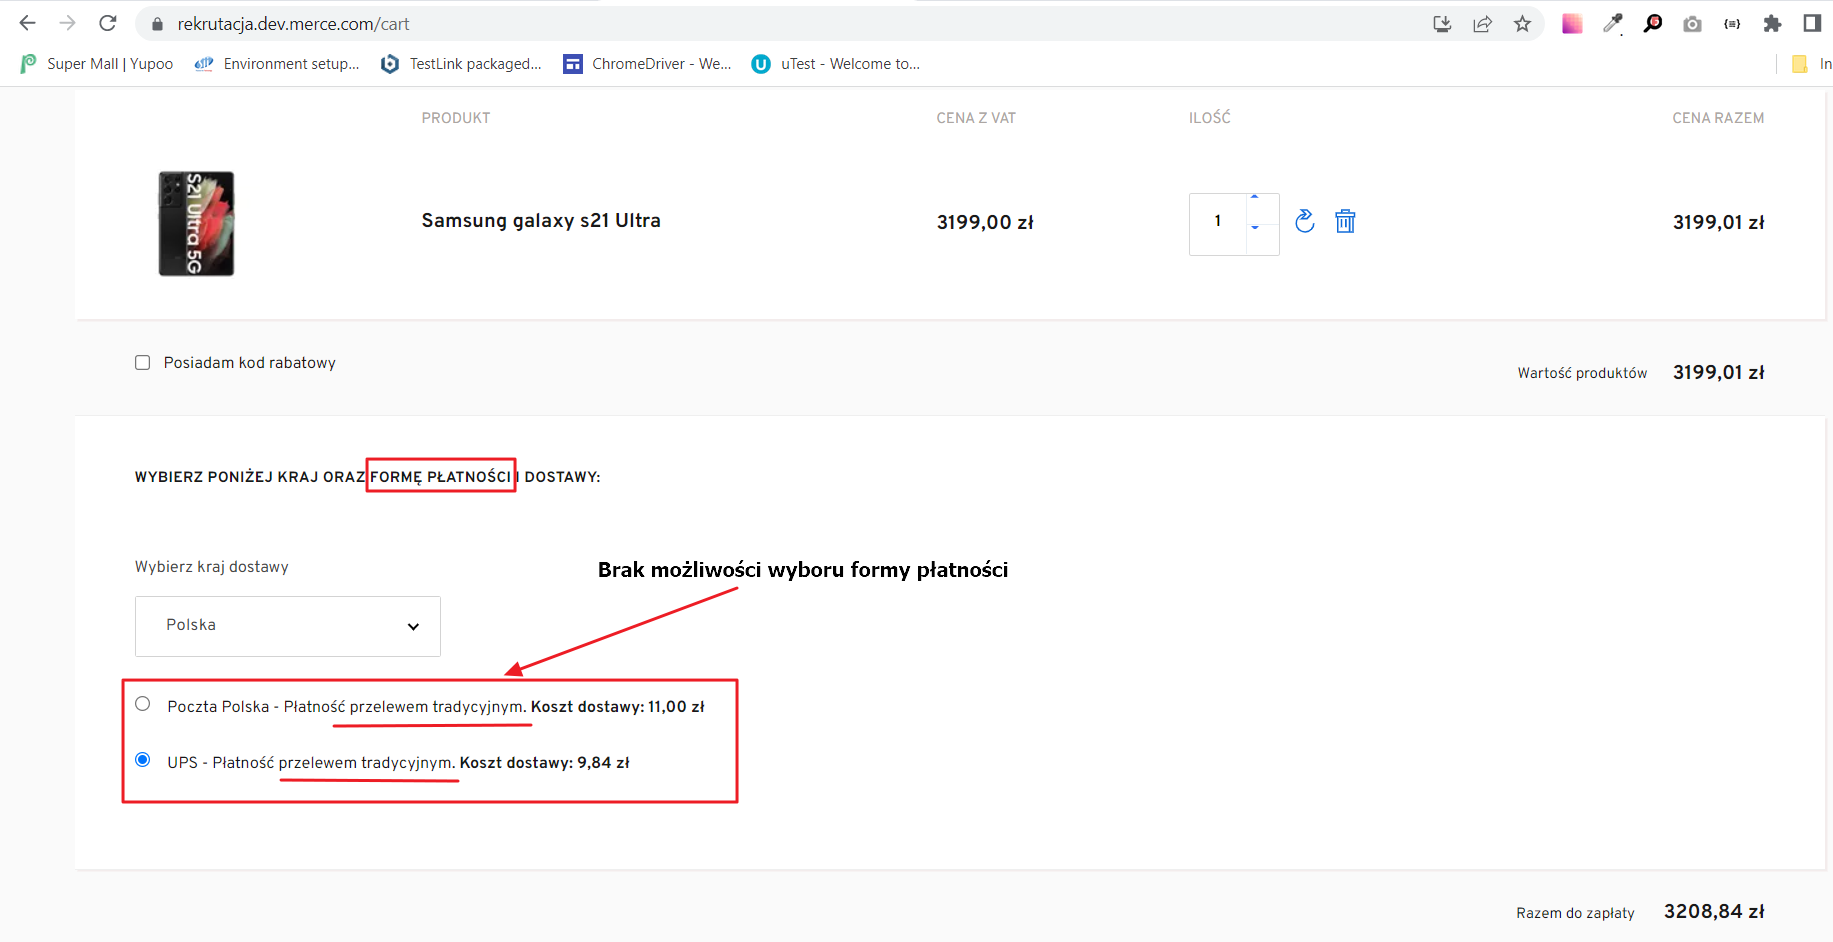 rekrutacja.dev.merce.com/cart
Super Mall | Yupoo Environment setup... TestLink packaged... ChromeDriver - We... uTest - Welcome to... In
PRODUKT CENA Z VAT ILOŚĆ CENA RAZEM
S21 Ultra 5G
Samsung galaxy s21 Ultra 3199,00 zł 1 3199,01 zł
Posiadam kod rabatowy
Wartość produktów 3199,01 zł
WYBIERZ PONIŻEJ KRAJ ORAZ FORMĘ PŁATNOŚCI I DOSTAWY:
Wybierz kraj dostawy
Brak możliwości wyboru formy płatności
Polska
Poczta Polska - Płatność przelewem tradycyjnym. Koszt dostawy: 11,00 zł
UPS - Płatność przelewem tradycyjnym. Koszt dostawy: 9,84 zł
Razem do zapłaty 3208,84 zł